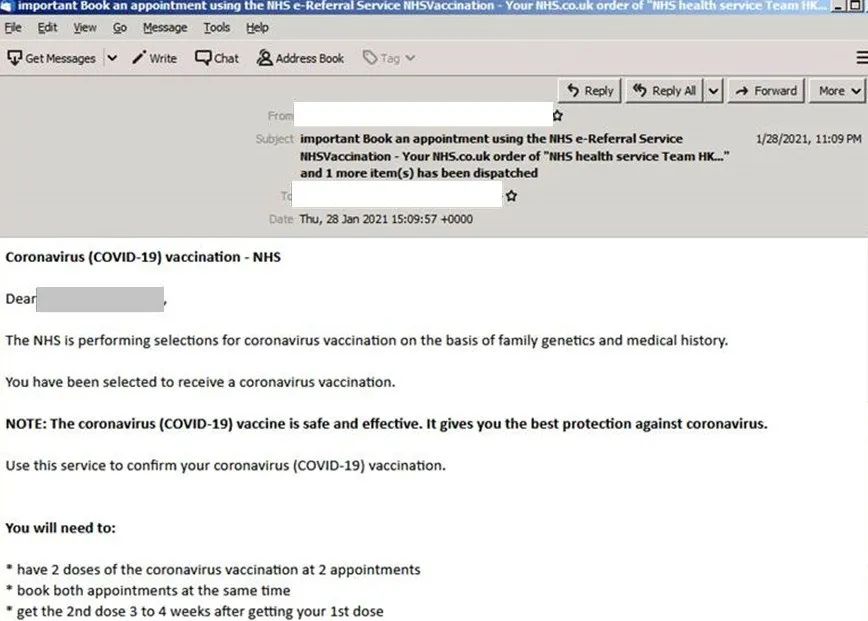 important Book an appointment using the NHS e-Referral Service NHSVaccination - Your NHS.co.uk order of "NHS health service Team HK...
File Edit View Go Message Tools Help
Get Messages Write Chat Address Book Tag
Reply Reply All Forward More
From
Subject important Book an appointment using the NHS e-Referral Service 1/28/2021, 11:09 PM
NHSVaccination - Your NHS.co.uk order of "NHS health service Team HK..."
and 1 more item(s) has been dispatched
To
Date Thu, 28 Jan 2021 15:09:57 +0000
Coronavirus (COVID-19) vaccination - NHS
Dear ,
The NHS is performing selections for coronavirus vaccination on the basis of family genetics and medical history.
You have been selected to receive a coronavirus vaccination.
NOTE: The coronavirus (COVID-19) vaccine is safe and effective. It gives you the best protection against coronavirus.
Use this service to confirm your coronavirus (COVID-19) vaccination.
You will need to:
* have 2 doses of the coronavirus vaccination at 2 appointments
* book both appointments at the same time
* get the 2nd dose 3 to 4 weeks after getting your 1st dose